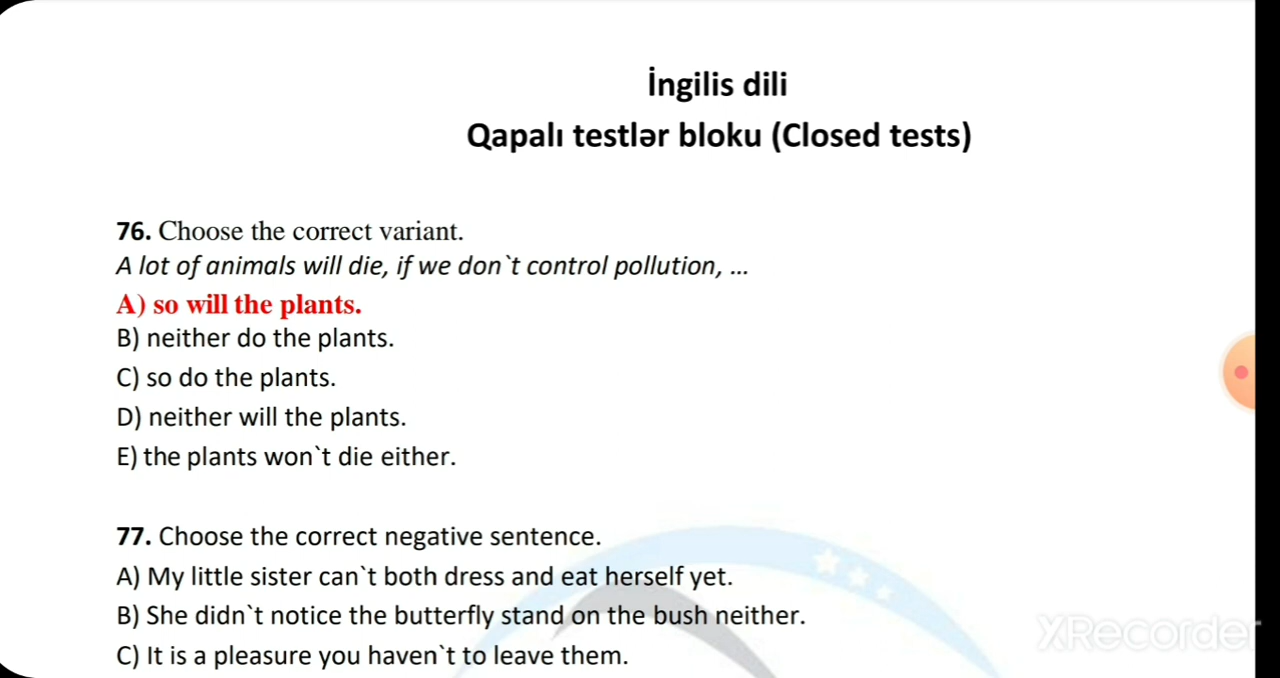 İngilis dili
Qapalı testlər bloku (Closed tests)
76. Choose the correct variant.
A lot of animals will die, if we don`t control pollution, ...
A) so will the plants.
B) neither do the plants.
C) so do the plants.
D) neither will the plants.
E) the plants won`t die either.
77. Choose the correct negative sentence.
A) My little sister can`t both dress and eat herself yet.
B) She didn`t notice the butterfly stand on the bush neither.
C) It is a pleasure you haven`t to leave them.
XRecorder